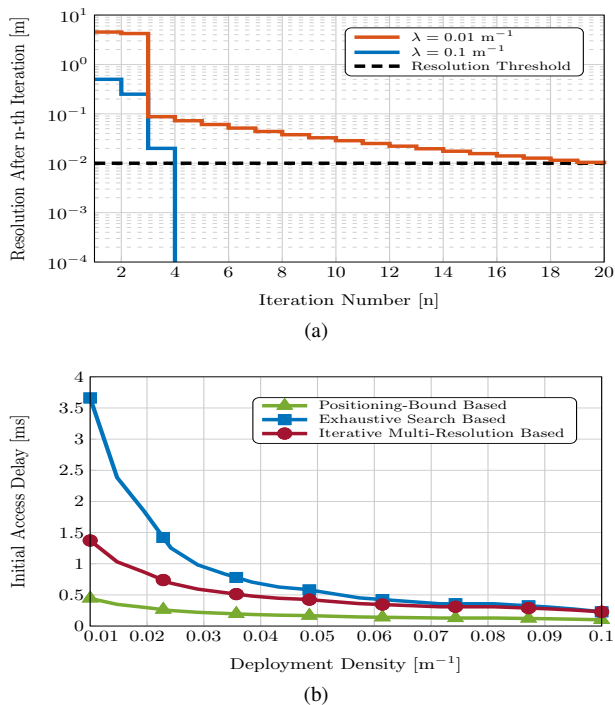 Resolution After n-th Iteration [m]
10^1
10^0
10^-1
10^-2
10^-3
10^-4
λ = 0.01 m^-1
λ = 0.1 m^-1
Resolution Threshold
2 4 6 8 10 12 14 16 18 20
Iteration Number [n]
(a)
Initial Access Delay [ms]
4
3.5
3
2.5
2
1.5
1
0.5
0
Positioning-Bound Based
Exhaustive Search Based
Iterative Multi-Resolution Based
0.01 0.02 0.03 0.04 0.05 0.06 0.07 0.08 0.09 0.1
Deployment Density [m^-1]
(b)